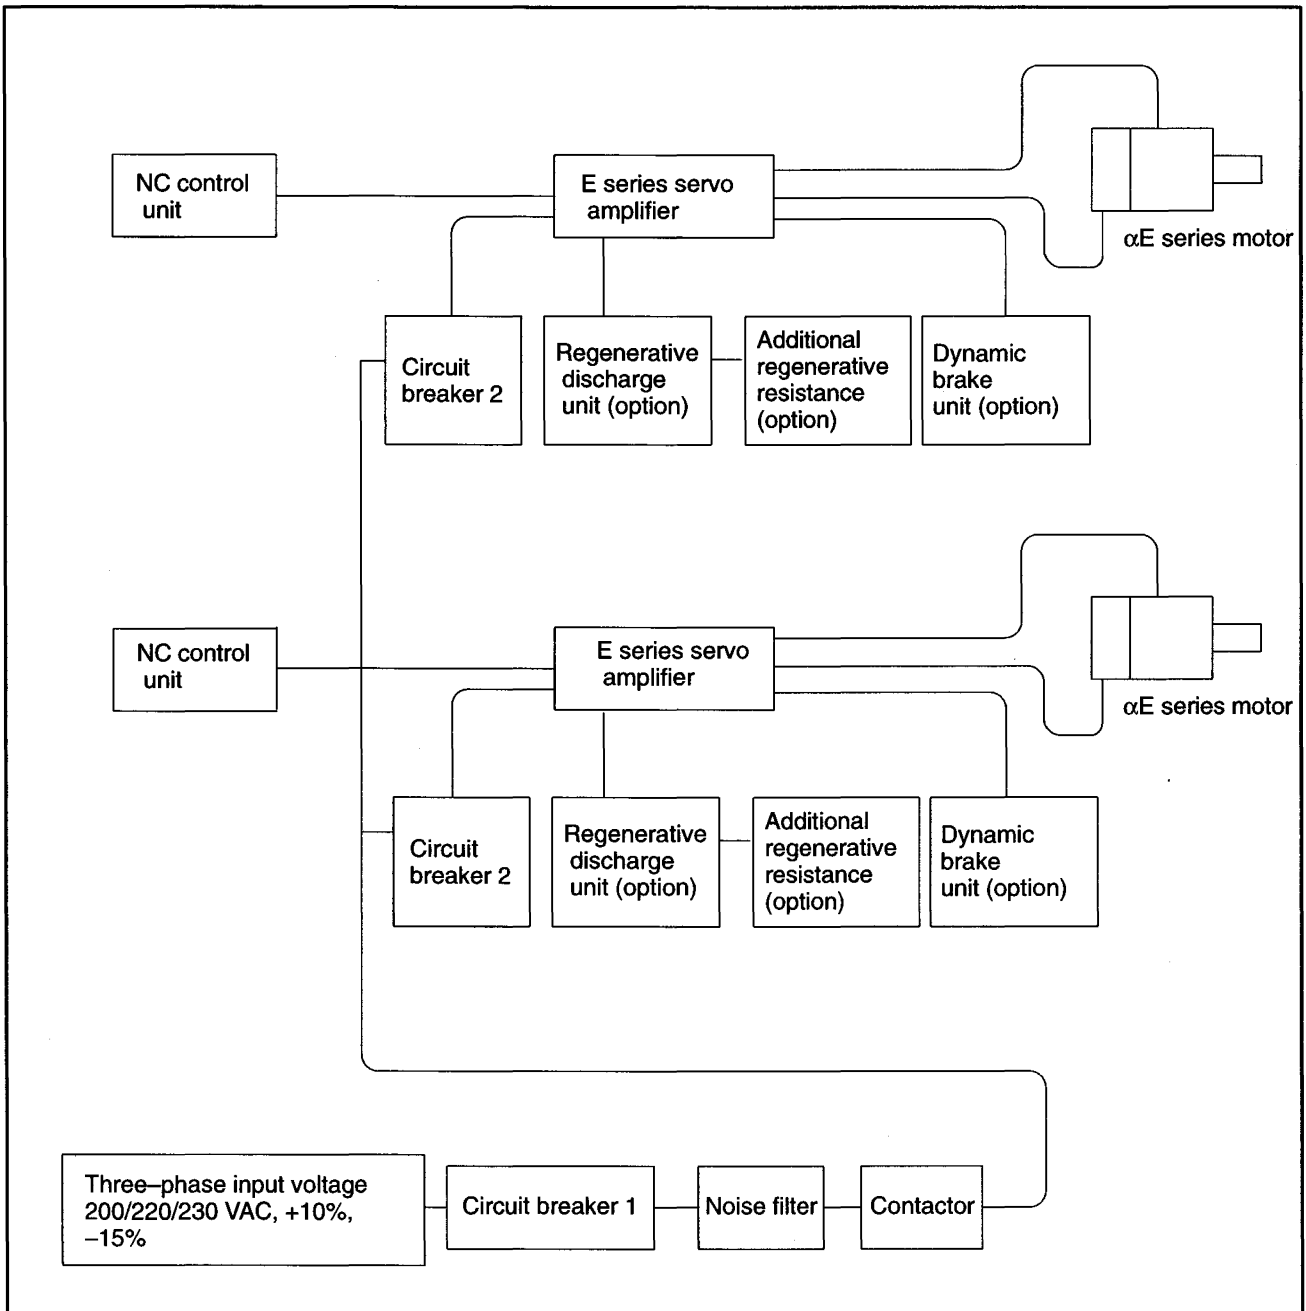 NC control
unit
E series servo
amplifier
αE series motor
Circuit
breaker 2
Regenerative
discharge
unit (option)
Additional
regenerative
resistance
(option)
Dynamic
brake
unit (option)
NC control
unit
E series servo
amplifier
αE series motor
Circuit
breaker 2
Regenerative
discharge
unit (option)
Additional
regenerative
resistance
(option)
Dynamic
brake
unit (option)
Three–phase input voltage
200/220/230 VAC, +10%,
–15%
Circuit breaker 1
Noise filter
Contactor